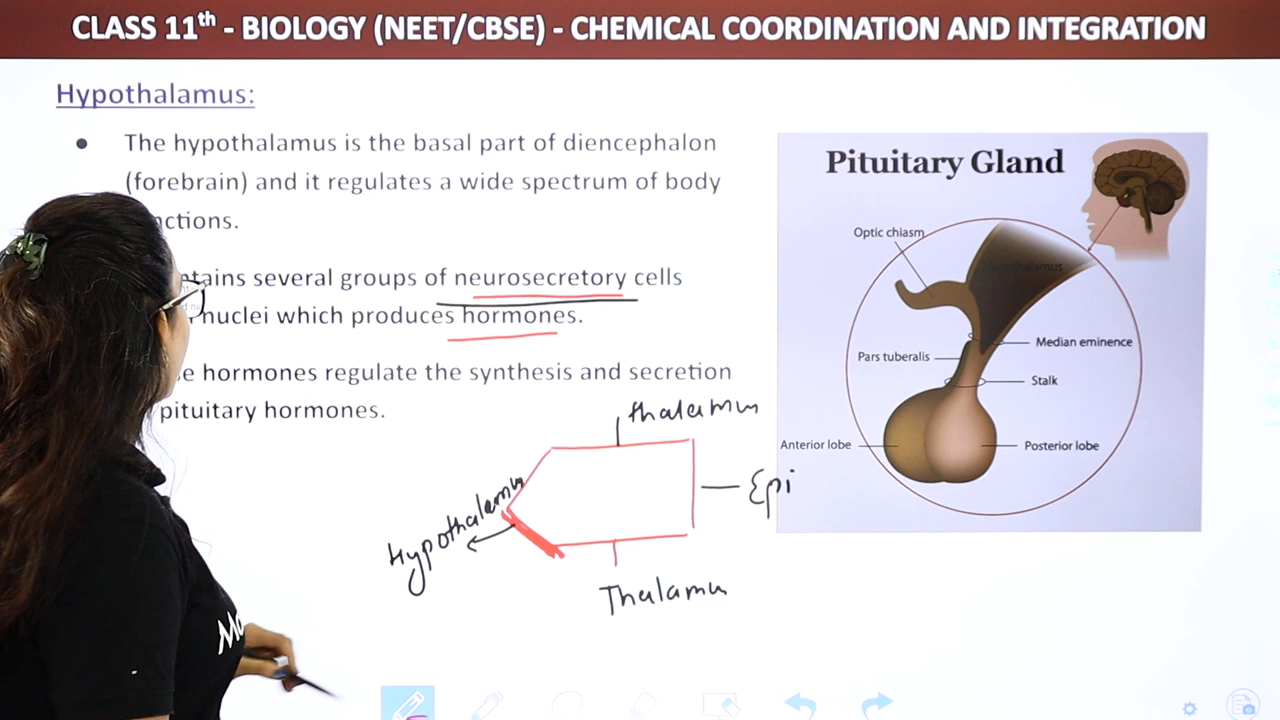 CLASS 11th - BIOLOGY (NEET/CBSE) - CHEMICAL COORDINATION AND INTEGRATION
Hypothalamus:
● The hypothalamus is the basal part of diencephalon
(forebrain) and it regulates a wide spectrum of body
nctions.
ntains several groups of neurosecretory cells
nuclei which produces hormones.
e hormones regulate the synthesis and secretion
pituitary hormones.
Pituitary Gland
Optic chiasm
Hypothalamus
Median eminence
Pars tuberalis
Stalk
Anterior lobe
Posterior lobe
thalamus
Epi
Hypothalamus
Thalamu